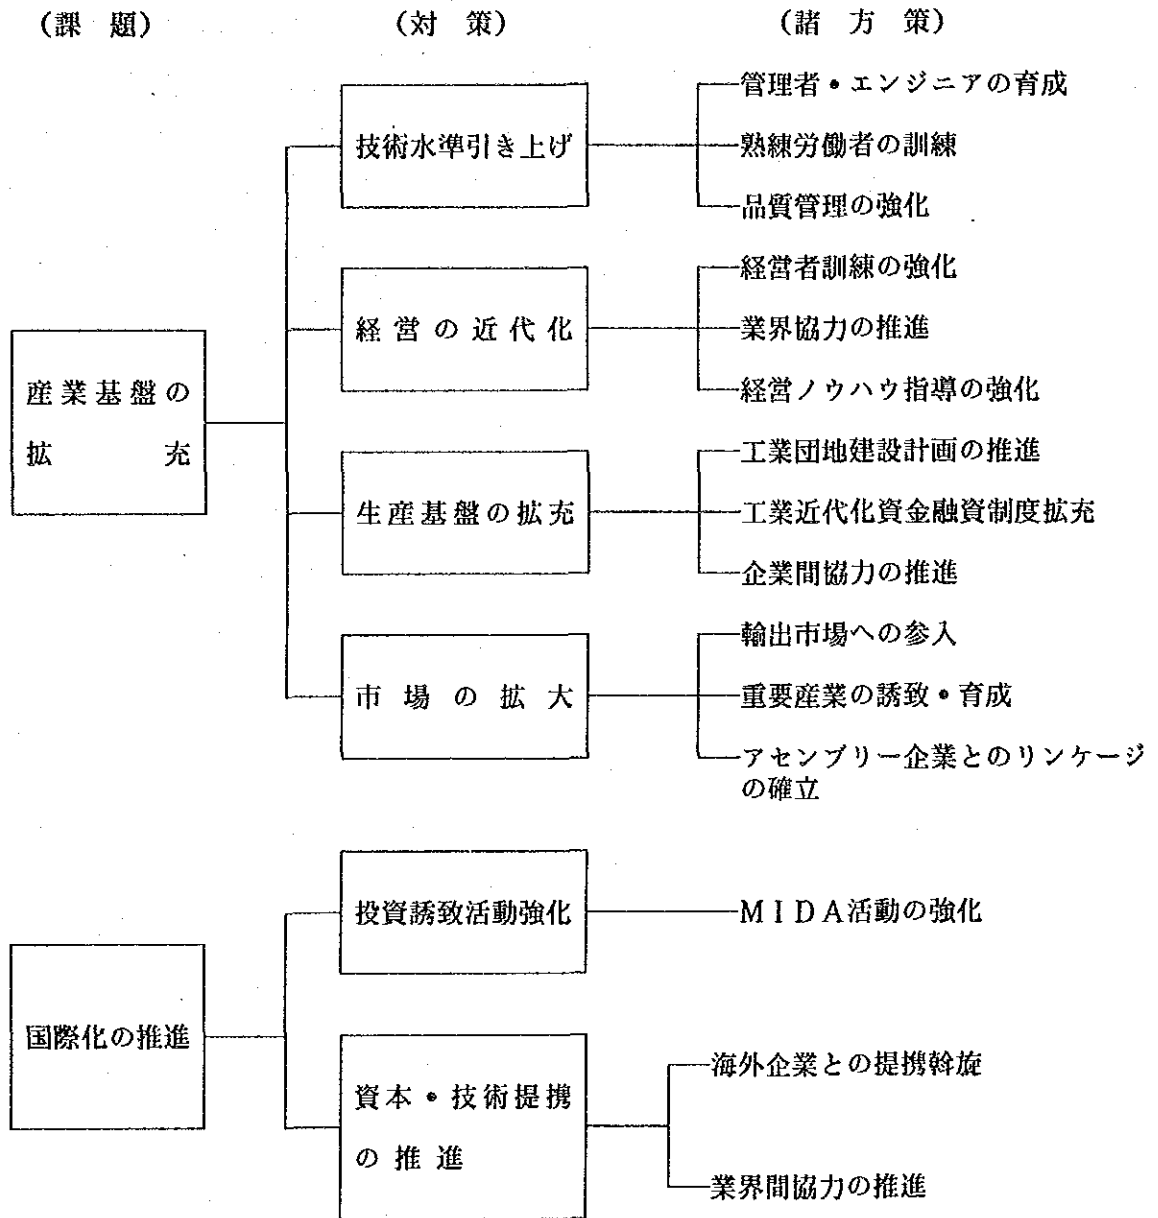 (課 題) (対 策) (諸 方 策)
技術水準引き上げ
管理者・エンジニアの育成
熟練労働者の訓練
品質管理の強化
経営の近代化
経営者訓練の強化
業界協力の推進
経営ノウハウ指導の強化
産業基盤の
拡 充
生産基盤の拡充
工業団地建設計画の推進
工業近代化資金融資制度拡充
企業間協力の推進
市場の拡大
輸出市場への参入
重要産業の誘致・育成
アセンブリー企業とのリンケージ
の確立
投資誘致活動強化
MIDA活動の強化
国際化の推進
資本・技術提携
の推進
海外企業との提携斡旋
業界間協力の推進